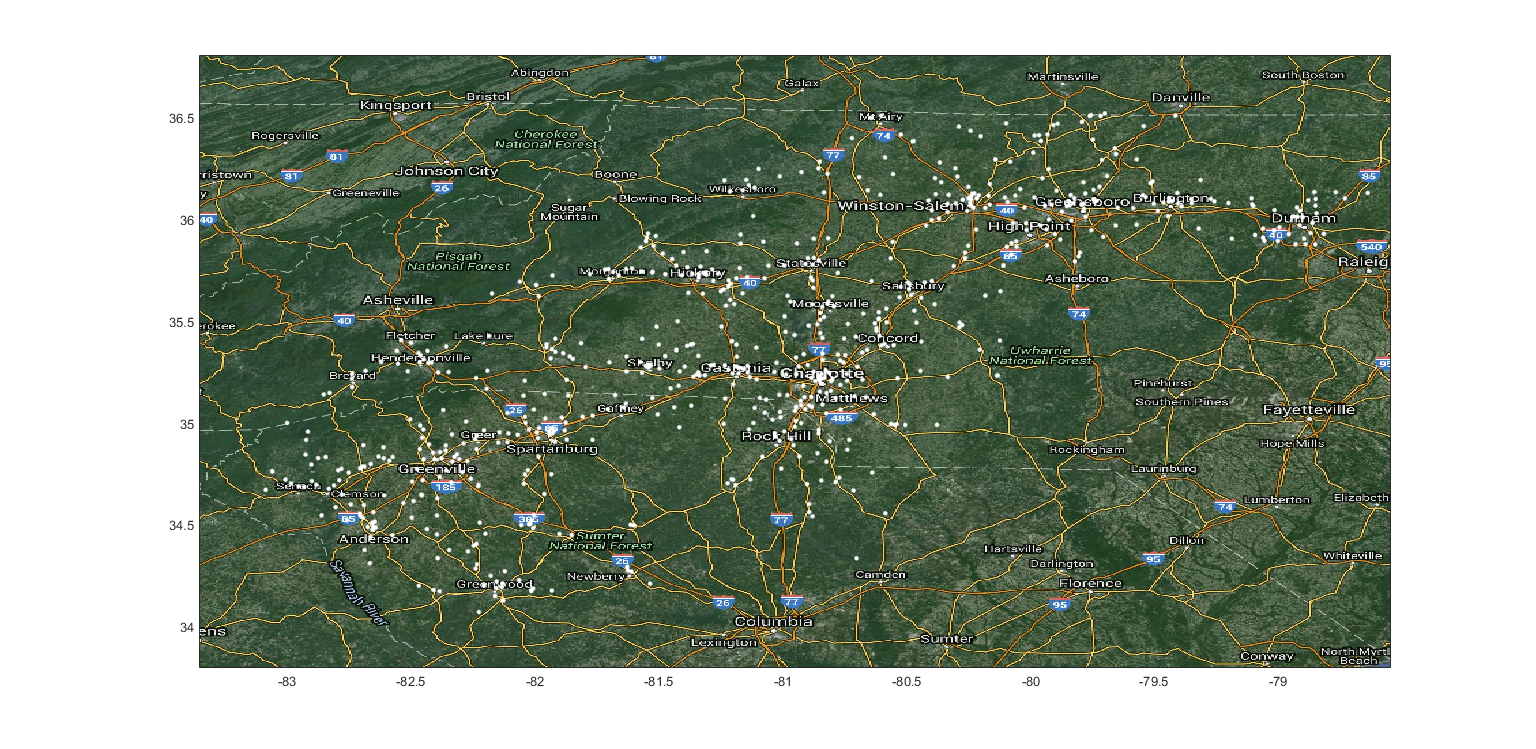 81
Abingdon
Galax
Martinsville
South Boston
Kingsport
Bristol
Danville
36.5
Mt Airy
Rogersville
74
Cherokee
National Forest
77
81
Johnson City
81
rristown
Boone
85
26
Greeneville
Wilkesboro
Blowing Rock
Burlington
Greensboro
Winston-Salem
Sugar
Mountain
40
36
40
Durham
High Point
40
540
Pisgah
National Forest
85
Raleig
Statesville
Morganton
Hickory
Asheboro
40
Salisbury
Asheville
Mooresville
74
35.5
40
erokee
Fletcher
Lake Lure
Concord
77
Hendersonville
Uwharrie
National Forest
Shelby
95
Gastonia
Charlotte
Brevard
Pinehurst
Matthews
Southern Pines
26
Gaffney
Fayetteville
485
35
85
Greer
Rock Hill
Hope Mills
Spartanburg
Rockingham
Greenville
Laurinburg
Seneca
185
Clemson
Lumberton
Elizabeth
74
85
385
77
34.5
Anderson
Sumter
National Forest
Dillon
Hartsville
26
95
Whiteville
Darlington
Newberry
Camden
Greenwood
Florence
Savannah River
26
77
95
Columbia
34
ens
Lexington
Sumter
Conway
North Myrtl
Beach
-83
-82.5
-82
-81.5
-81
-80.5
-80
-79.5
-79